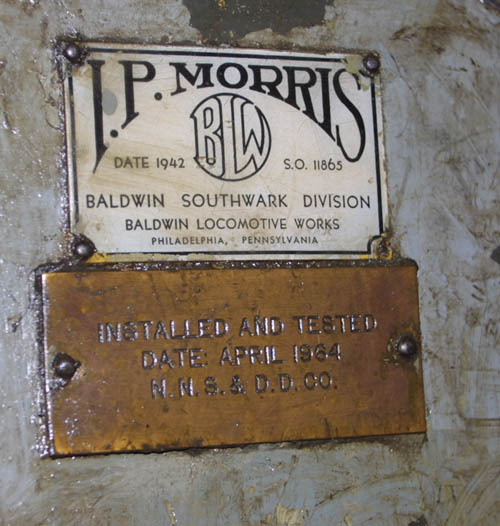 I.P. MORRIS
BLW
DATE 1942 S.O. 11865
BALDWIN SOUTHWARK DIVISION
BALDWIN LOCOMOTIVE WORKS
PHILADELPHIA, PENNSYLVANIA
INSTALLED AND TESTED
DATE: APRIL 1964
N.N.S. & D.D.CO.